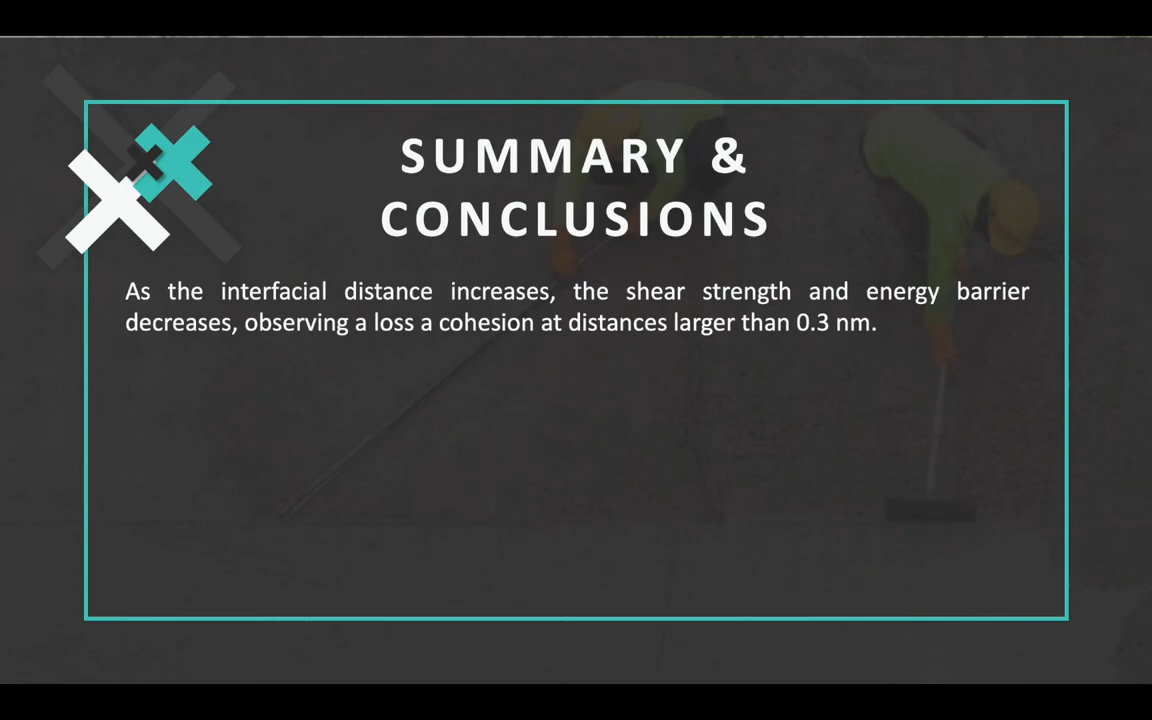 SUMMARY &
CONCLUSIONS
As the interfacial distance increases, the shear strength and energy barrier
decreases, observing a loss a cohesion at distances larger than 0.3 nm.